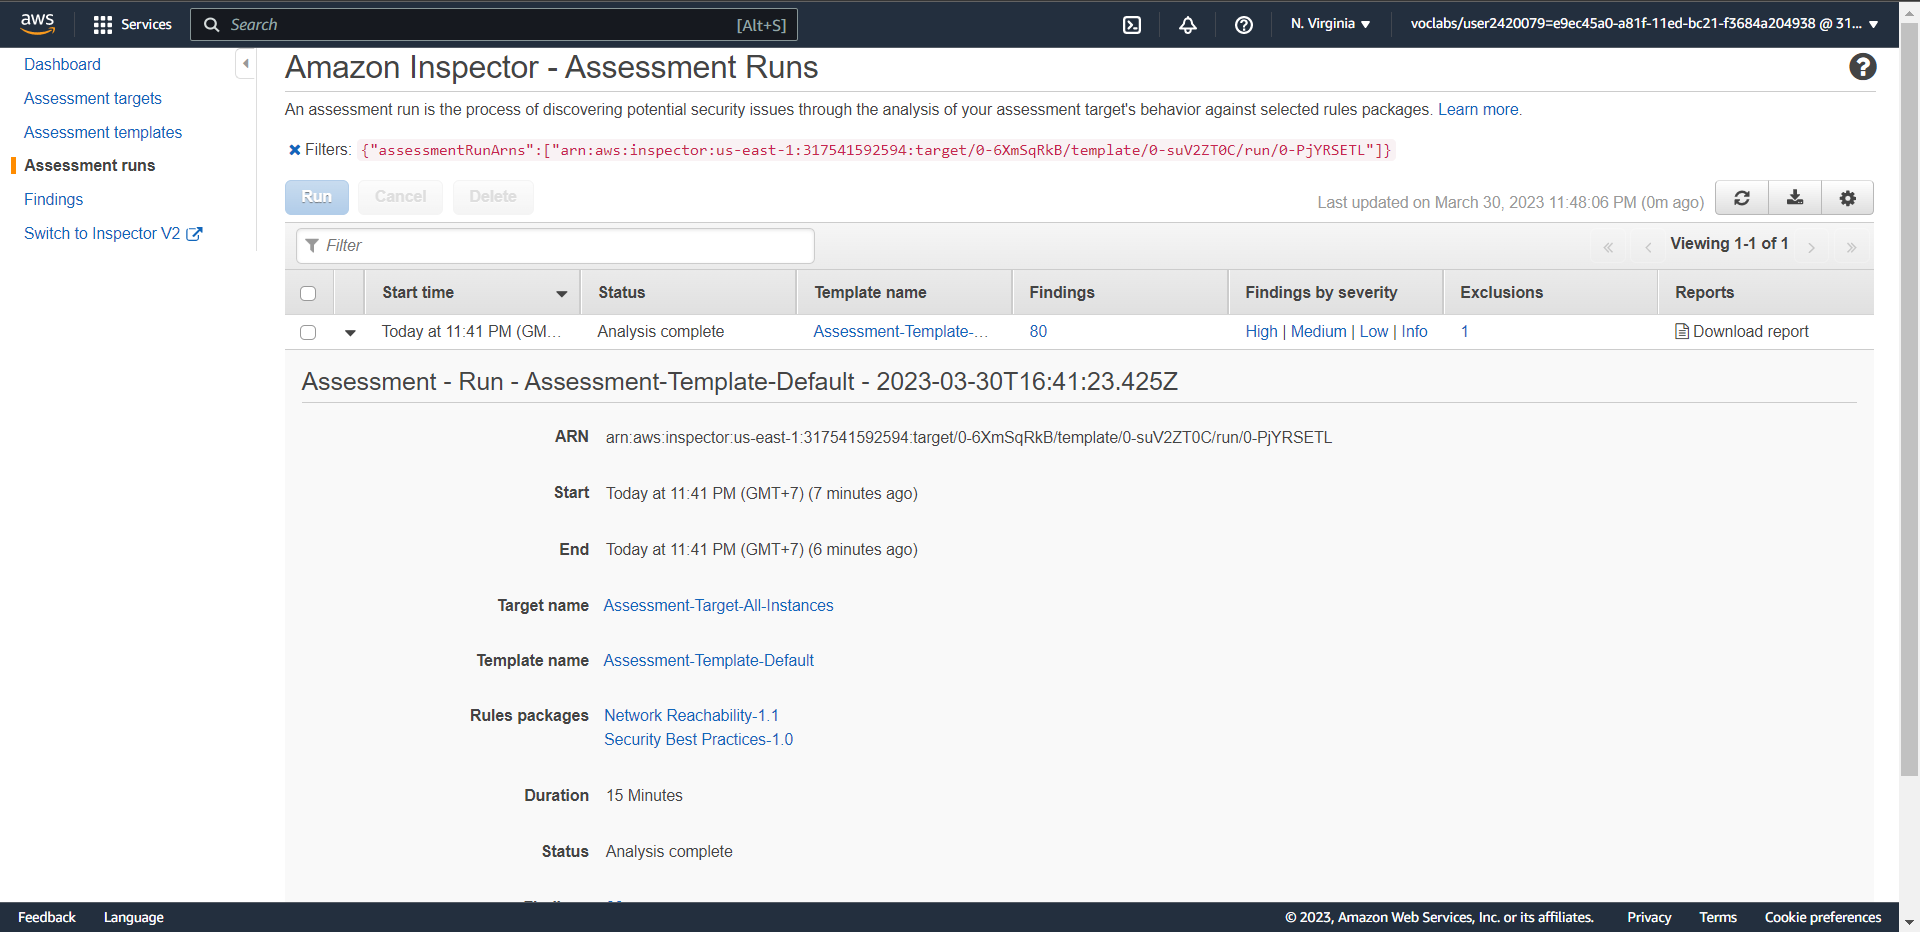 aws
Services
Search
[Alt+S]
N. Virginia
voclabs/user2420079=e9ec45a0-a81f-11ed-bc21-f3684a204938 @ 31...
Dashboard
Assessment targets
Assessment templates
Assessment runs
Findings
Switch to Inspector V2
Amazon Inspector - Assessment Runs
An assessment run is the process of discovering potential security issues through the analysis of your assessment target's behavior against selected rules packages. Learn more.
Filters: {"assessmentRunArns":["arn:aws:inspector:us-east-1:317541592594:target/0-6XmSqRkB/template/0-suV2ZT0C/run/0-PjYRSETL"]}
Run Cancel Delete
Last updated on March 30, 2023 11:48:06 PM (0m ago)
Filter
« ‹ Viewing 1-1 of 1 › »
Start time Status Template name Findings Findings by severity Exclusions Reports
Today at 11:41 PM (GM... Analysis complete Assessment-Template-... 80 High | Medium | Low | Info 1 Download report
Assessment - Run - Assessment-Template-Default - 2023-03-30T16:41:23.425Z
ARN arn:aws:inspector:us-east-1:317541592594:target/0-6XmSqRkB/template/0-suV2ZT0C/run/0-PjYRSETL
Start Today at 11:41 PM (GMT+7) (7 minutes ago)
End Today at 11:41 PM (GMT+7) (6 minutes ago)
Target name Assessment-Target-All-Instances
Template name Assessment-Template-Default
Rules packages Network Reachability-1.1
Security Best Practices-1.0
Duration 15 Minutes
Status Analysis complete
Feedback Language
© 2023, Amazon Web Services, Inc. or its affiliates. Privacy Terms Cookie preferences